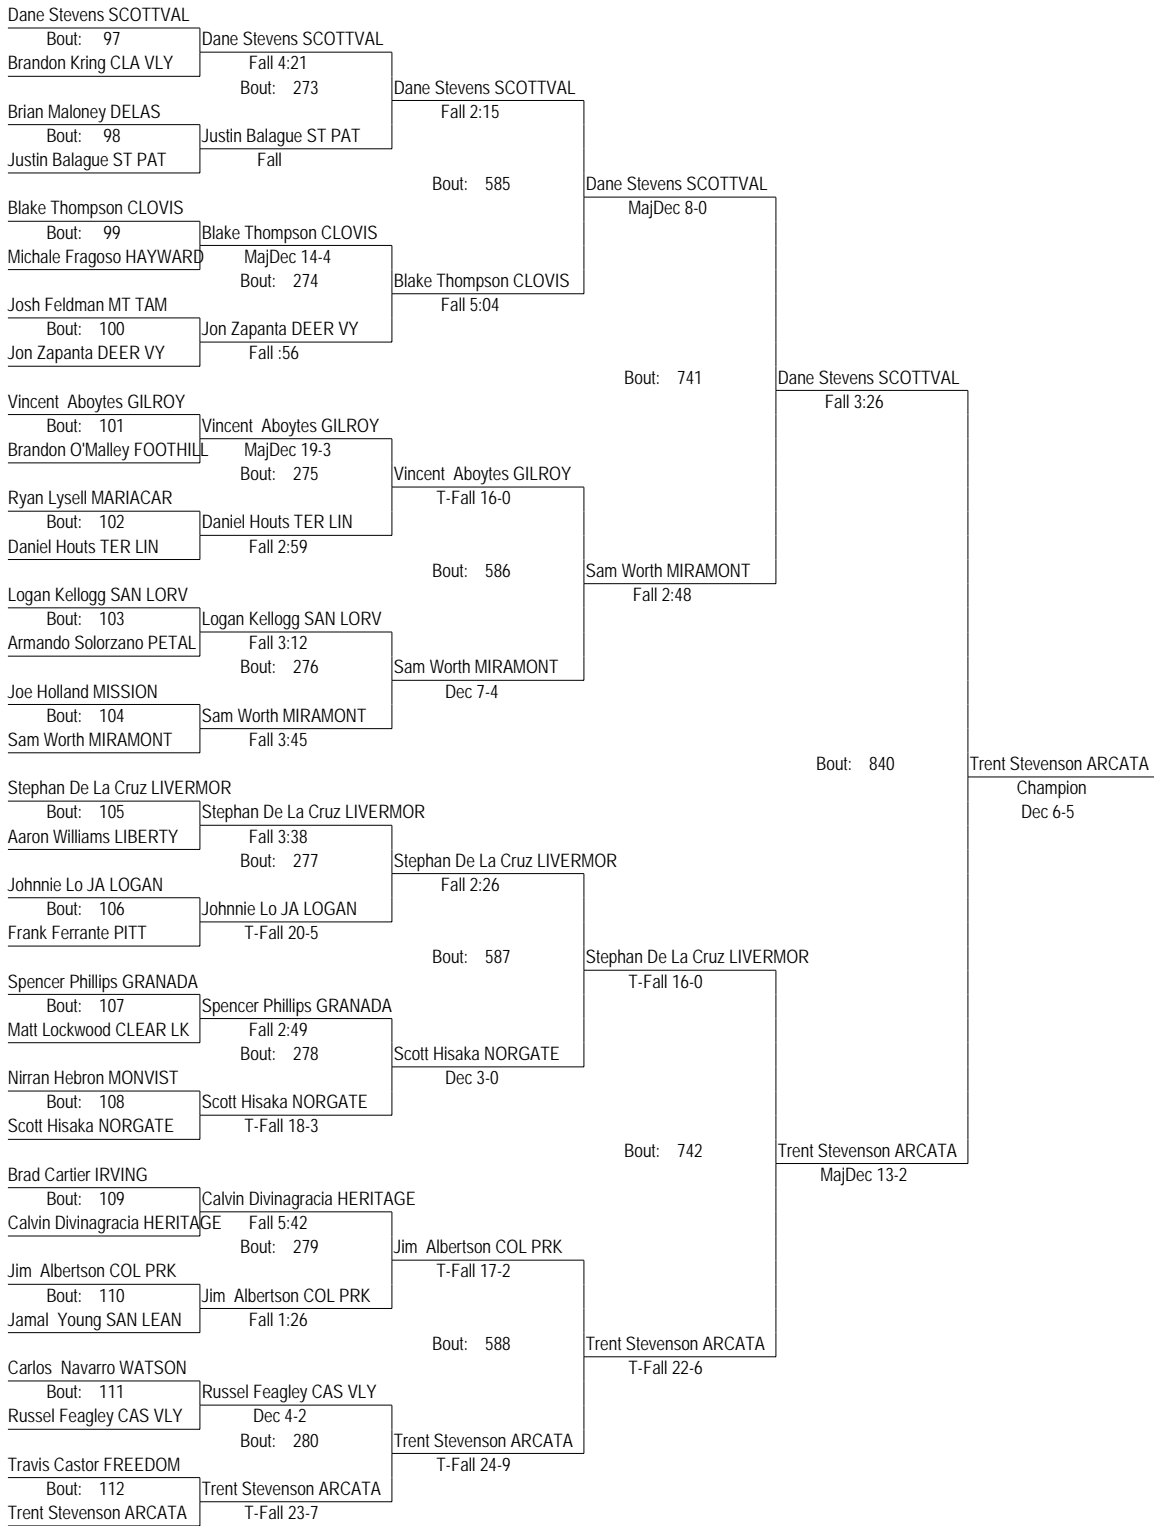 Dane Stevens SCOTTVAL
Bout: 97
Dane Stevens SCOTTVAL
Brandon Kring CLA VLY
Fall 4:21
Bout: 273
Dane Stevens SCOTTVAL
Brian Maloney DELAS
Fall 2:15
Bout: 98
Justin Balague ST PAT
Justin Balague ST PAT
Fall
Bout: 585
Dane Stevens SCOTTVAL
Blake Thompson CLOVIS
MajDec 8-0
Bout: 99
Blake Thompson CLOVIS
Michale Fragoso HAYWARD
MajDec 14-4
Bout: 274
Blake Thompson CLOVIS
Josh Feldman MT TAM
Fall 5:04
Bout: 100
Jon Zapanta DEER VY
Jon Zapanta DEER VY
Fall :56
Bout: 741
Dane Stevens SCOTTVAL
Vincent Aboytes GILROY
Fall 3:26
Bout: 101
Vincent Aboytes GILROY
Brandon O'Malley FOOTHILL
MajDec 19-3
Bout: 275
Vincent Aboytes GILROY
Ryan Lysell MARIACAR
T-Fall 16-0
Bout: 102
Daniel Houts TER LIN
Daniel Houts TER LIN
Fall 2:59
Bout: 586
Sam Worth MIRAMONT
Logan Kellogg SAN LORV
Fall 2:48
Bout: 103
Logan Kellogg SAN LORV
Armando Solorzano PETAL
Fall 3:12
Bout: 276
Sam Worth MIRAMONT
Joe Holland MISSION
Dec 7-4
Bout: 104
Sam Worth MIRAMONT
Sam Worth MIRAMONT
Fall 3:45
Bout: 840
Trent Stevenson ARCATA
Stephan De La Cruz LIVERMOR
Champion
Bout: 105
Stephan De La Cruz LIVERMOR
Dec 6-5
Aaron Williams LIBERTY
Fall 3:38
Bout: 277
Stephan De La Cruz LIVERMOR
Johnnie Lo JA LOGAN
Fall 2:26
Bout: 106
Johnnie Lo JA LOGAN
Frank Ferrante PITT
T-Fall 20-5
Bout: 587
Stephan De La Cruz LIVERMOR
Spencer Phillips GRANADA
T-Fall 16-0
Bout: 107
Spencer Phillips GRANADA
Matt Lockwood CLEAR LK
Fall 2:49
Bout: 278
Scott Hisaka NORGATE
Nirran Hebron MONVIST
Dec 3-0
Bout: 108
Scott Hisaka NORGATE
Scott Hisaka NORGATE
T-Fall 18-3
Bout: 742
Trent Stevenson ARCATA
Brad Cartier IRVING
MajDec 13-2
Bout: 109
Calvin Divinagracia HERITAGE
Calvin Divinagracia HERITAGE
Fall 5:42
Bout: 279
Jim Albertson COL PRK
Jim Albertson COL PRK
T-Fall 17-2
Bout: 110
Jim Albertson COL PRK
Jamal Young SAN LEAN
Fall 1:26
Bout: 588
Trent Stevenson ARCATA
Carlos Navarro WATSON
T-Fall 22-6
Bout: 111
Russel Feagley CAS VLY
Russel Feagley CAS VLY
Dec 4-2
Bout: 280
Trent Stevenson ARCATA
Travis Castor FREEDOM
T-Fall 24-9
Bout: 112
Trent Stevenson ARCATA
Trent Stevenson ARCATA
T-Fall 23-7